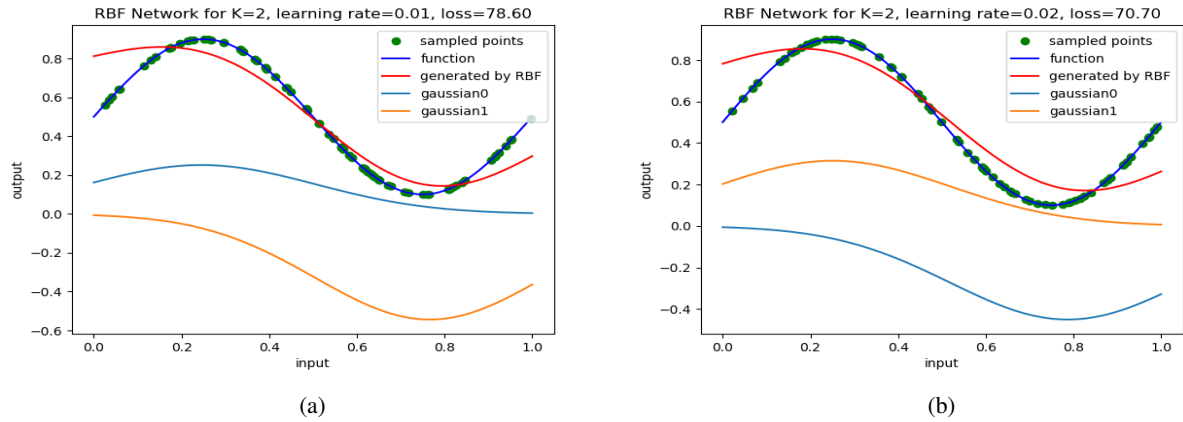 RBF Network for K=2, learning rate=0.01, loss=78.60
sampled points
function
generated by RBF
gaussian0
gaussian1
output
0.8
0.6
0.4
0.2
0.0
−0.2
−0.4
−0.6
0.0 0.2 0.4 0.6 0.8 1.0
input
(a)
RBF Network for K=2, learning rate=0.02, loss=70.70
sampled points
function
generated by RBF
gaussian0
gaussian1
output
0.8
0.6
0.4
0.2
0.0
−0.2
−0.4
0.0 0.2 0.4 0.6 0.8 1.0
input
(b)